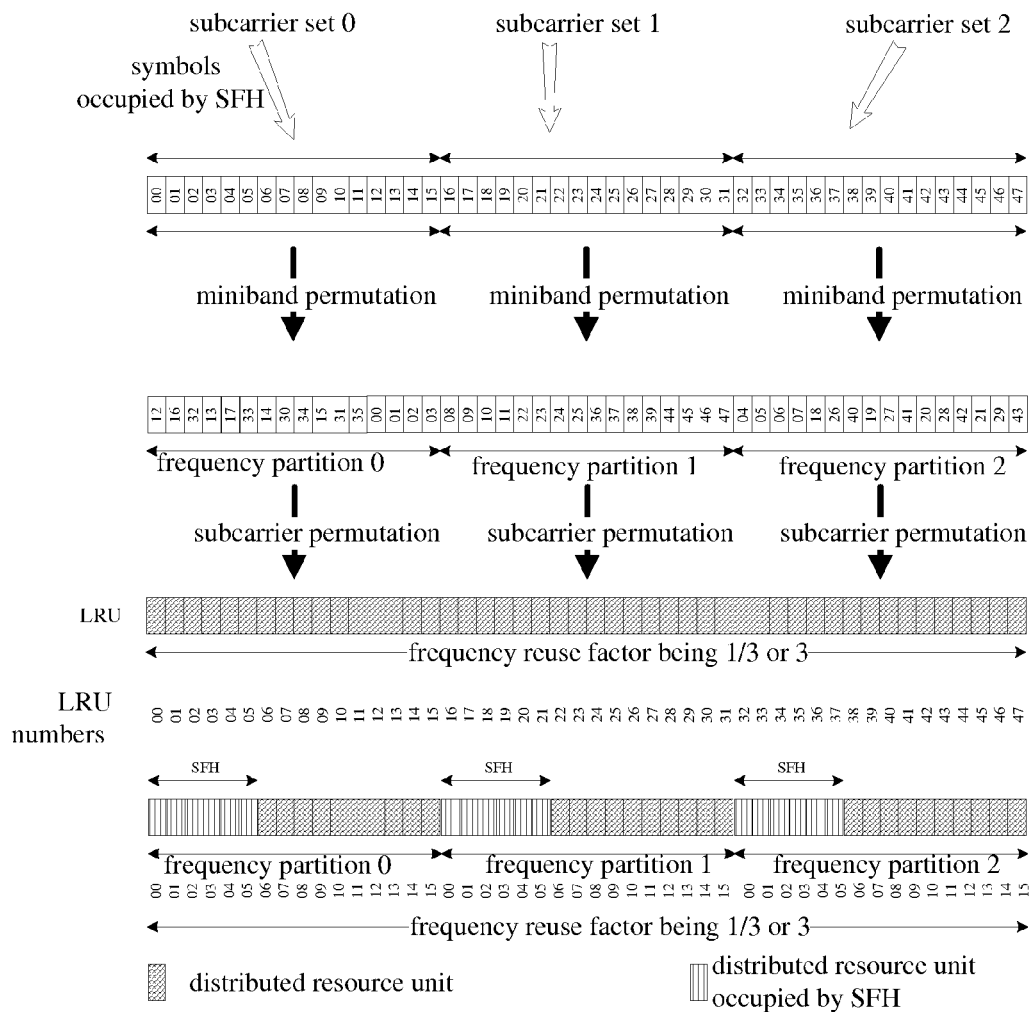 subcarrier set 0 subcarrier set 1 subcarrier set 2
symbols
occupied by SFH
00 01 02 03 04 05 06 07 08 09 10 11 12 13 14 15 16 17 18 19 20 21 22 23 24 25 26 27 28 29 30 31 32 33 34 35 36 37 38 39 40 41 42 43 44 45 46 47
miniband permutation miniband permutation miniband permutation
12 16 32 13 17 33 14 30 34 15 31 35 00 01 02 03 08 09 10 11 22 23 24 25 36 37 38 39 44 45 46 47 04 05 06 07 18 26 40 19 27 41 20 28 42 21 29 43
frequency partition 0 frequency partition 1 frequency partition 2
subcarrier permutation subcarrier permutation subcarrier permutation
LRU
frequency reuse factor being 1/3 or 3
LRU
numbers
00 01 02 03 04 05 06 07 08 09 10 11 12 13 14 15 16 17 18 19 20 21 22 23 24 25 26 27 28 29 30 31 32 33 34 35 36 37 38 39 40 41 42 43 44 45 46 47
SFH SFH SFH
frequency partition 0 frequency partition 1 frequency partition 2
00 01 02 03 04 05 06 07 08 09 10 11 12 13 14 15 00 01 02 03 04 05 06 07 08 09 10 11 12 13 14 15 00 01 02 03 04 05 06 07 08 09 10 11 12 13 14 15
frequency reuse factor being 1/3 or 3
distributed resource unit
distributed resource unit
occupied by SFH